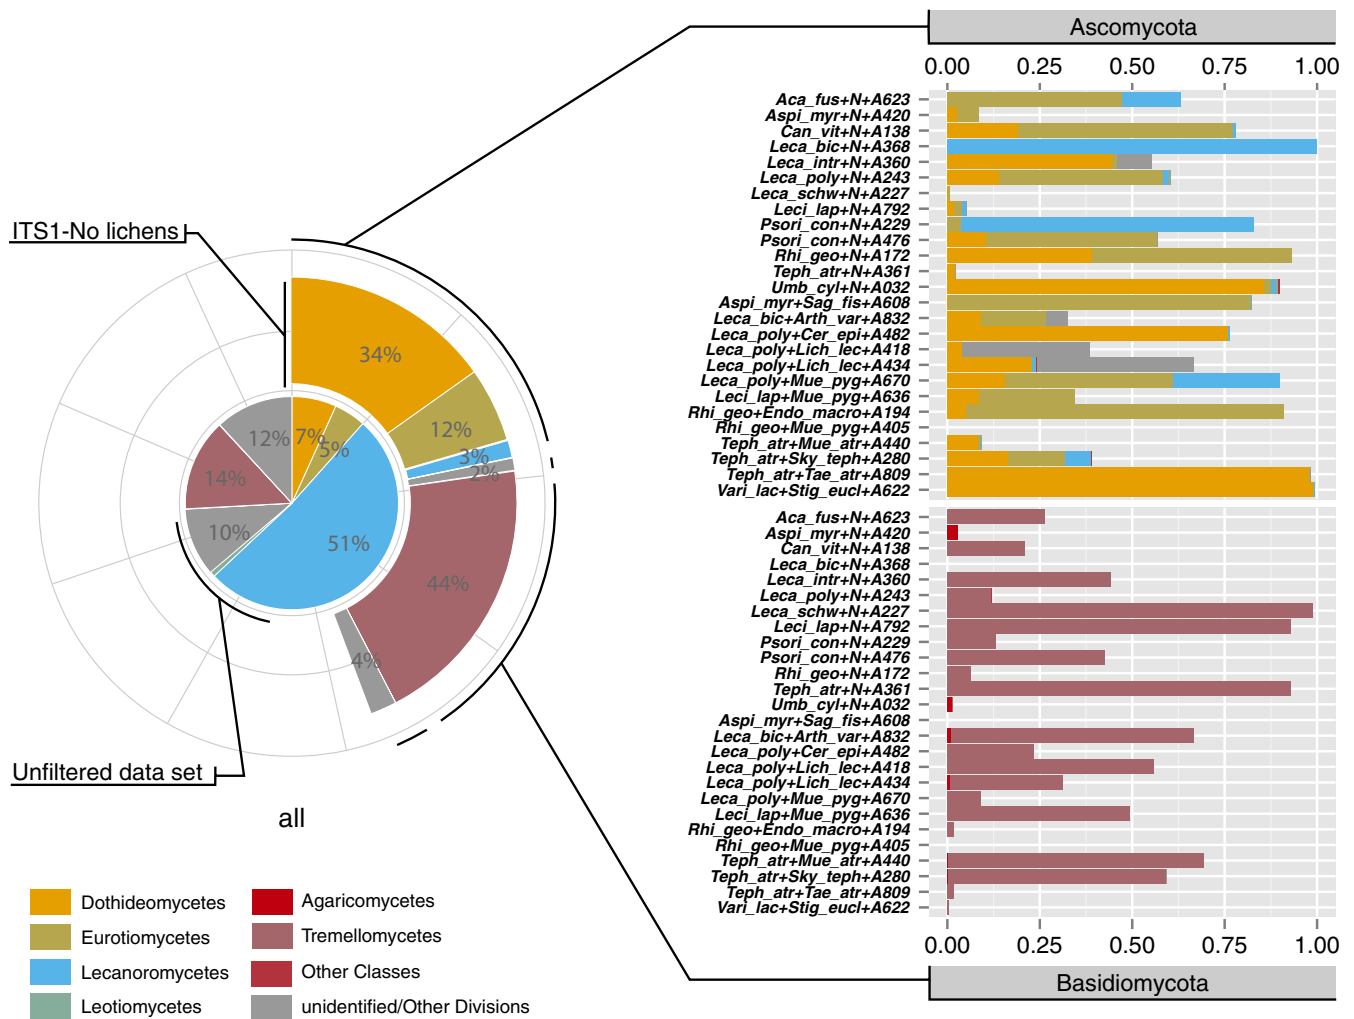 Ascomycota
0.00 0.25 0.50 0.75 1.00
Aca_fus+N+A623
Aspi_myr+N+A420
Can_vit+N+A138
Leca_bic+N+A368
Leca_intr+N+A360
Leca_poly+N+A243
Leca_schw+N+A227
Leci_lap+N+A792
Psori_con+N+A229
Psori_con+N+A476
Rhi_geo+N+A172
Teph_atr+N+A361
Umb_cyl+N+A032
Aspi_myr+Sag_fis+A608
Leca_bic+Arth_var+A832
Leca_poly+Cer_epi+A482
Leca_poly+Lich_lec+A418
Leca_poly+Lich_lec+A434
Leca_poly+Mue_pyg+A670
Leci_lap+Mue_pyg+A636
Rhi_geo+Endo_macro+A194
Rhi_geo+Mue_pyg+A405
Teph_atr+Mue_atr+A440
Teph_atr+Sky_teph+A280
Teph_atr+Tae_atr+A809
Vari_lac+Stig_eucl+A622
Aca_fus+N+A623
Aspi_myr+N+A420
Can_vit+N+A138
Leca_bic+N+A368
Leca_intr+N+A360
Leca_poly+N+A243
Leca_schw+N+A227
Leci_lap+N+A792
Psori_con+N+A229
Psori_con+N+A476
Rhi_geo+N+A172
Teph_atr+N+A361
Umb_cyl+N+A032
Aspi_myr+Sag_fis+A608
Leca_bic+Arth_var+A832
Leca_poly+Cer_epi+A482
Leca_poly+Lich_lec+A418
Leca_poly+Lich_lec+A434
Leca_poly+Mue_pyg+A670
Leci_lap+Mue_pyg+A636
Rhi_geo+Endo_macro+A194
Rhi_geo+Mue_pyg+A405
Teph_atr+Mue_atr+A440
Teph_atr+Sky_teph+A280
Teph_atr+Tae_atr+A809
Vari_lac+Stig_eucl+A622
0.00 0.25 0.50 0.75 1.00
Basidiomycota
ITS1-No lichens
34%
12%
3%
2%
44%
4%
7%
5%
51%
10%
14%
12%
Unfiltered data set
all
Dothideomycetes
Eurotiomycetes
Lecanoromycetes
Leotiomycetes
Agaricomycetes
Tremellomycetes
Other Classes
unidentified/Other Divisions